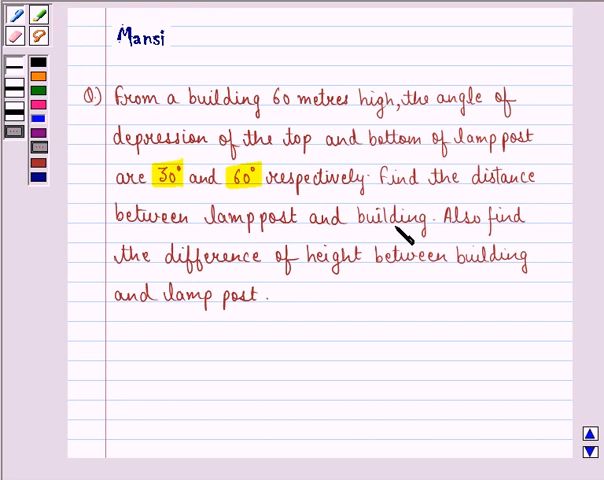 Mansi
Q.) From a building 60 metres high, the angle of
depression of the top and bottom of lamp post
are 30° and 60° respectively. Find the distance
between lamp post and building. Also find
the difference of height between building
and lamp post.